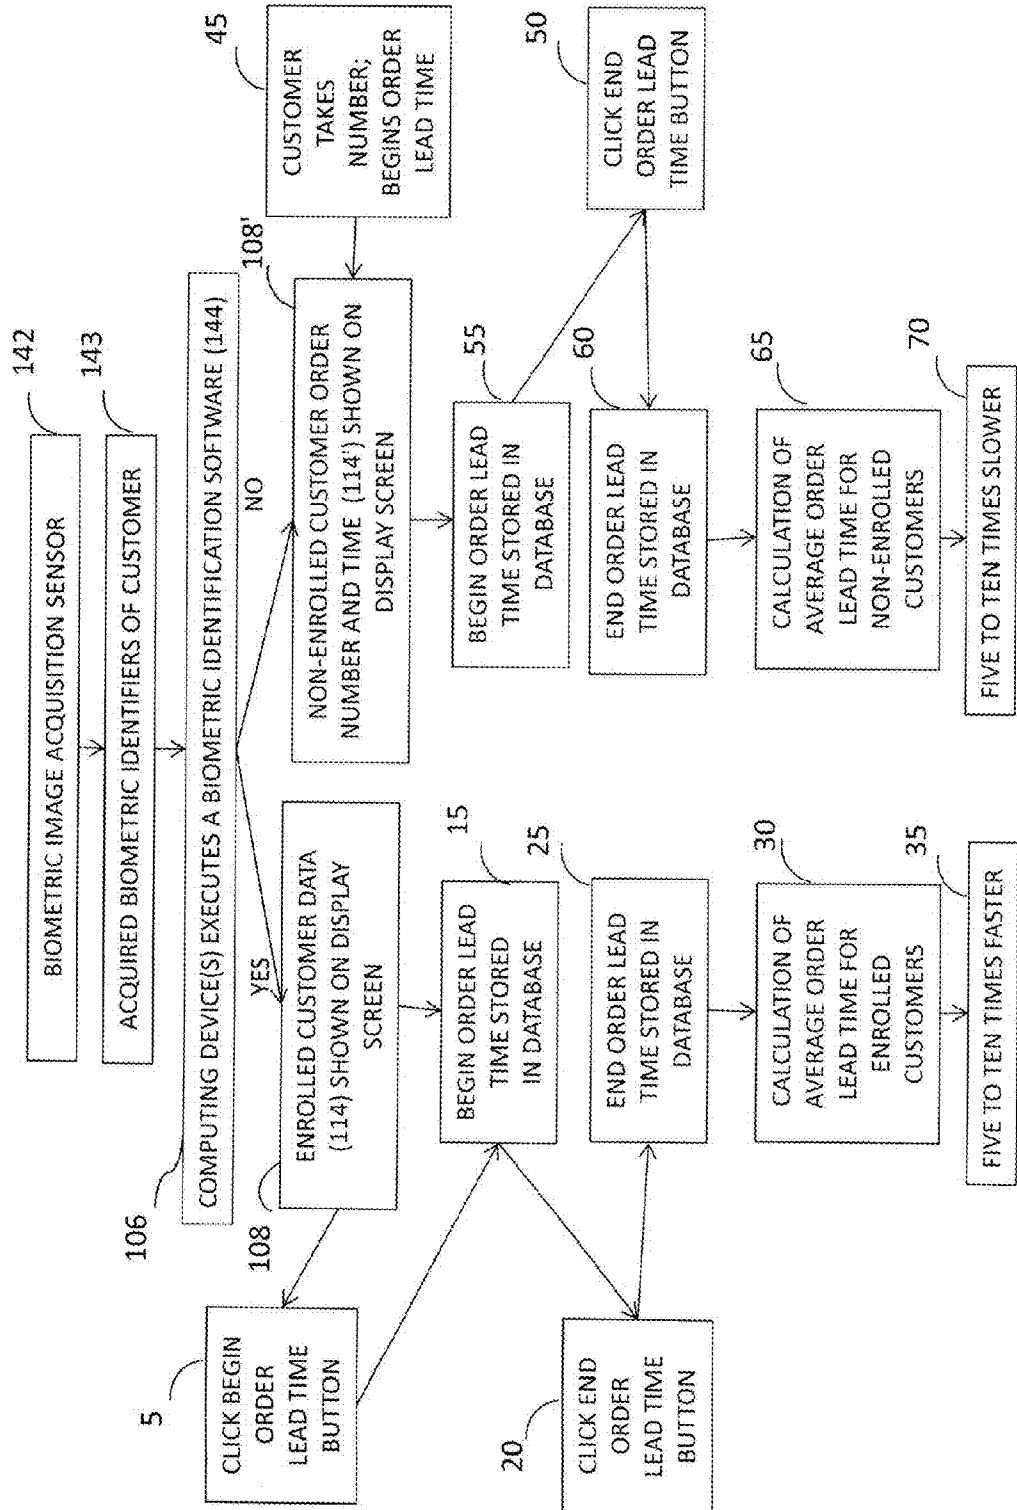 BIOMETRIC IMAGE ACQUISITION SENSOR
142
ACQUIRED BIOMETRIC IDENTIFIERS OF CUSTOMER
143
106
COMPUTING DEVICE(S) EXECUTES A BIOMETRIC IDENTIFICATION SOFTWARE (144)
YES
NO
5
CLICK BEGIN
ORDER
LEAD TIME
BUTTON
108
ENROLLED CUSTOMER DATA
(114) SHOWN ON DISPLAY
SCREEN
108'
NON-ENROLLED CUSTOMER ORDER
NUMBER AND TIME (114') SHOWN ON
DISPLAY SCREEN
45
CUSTOMER
TAKES
NUMBER;
BEGINS ORDER
LEAD TIME
15
BEGIN ORDER LEAD
TIME STORED
IN DATABASE
55
BEGIN ORDER LEAD
TIME STORED IN
DATABASE
20
CLICK END
ORDER
LEAD TIME
BUTTON
25
END ORDER LEAD
TIME STORED IN
DATABASE
60
END ORDER LEAD
TIME STORED IN
DATABASE
50
CLICK END
ORDER LEAD
TIME BUTTON
30
CALCULATION OF
AVERAGE ORDER
LEAD TIME FOR
ENROLLED
CUSTOMERS
65
CALCULATION OF
AVERAGE ORDER
LEAD TIME FOR
NON-ENROLLED
CUSTOMERS
35
FIVE TO TEN TIMES FASTER
70
FIVE TO TEN TIMES SLOWER